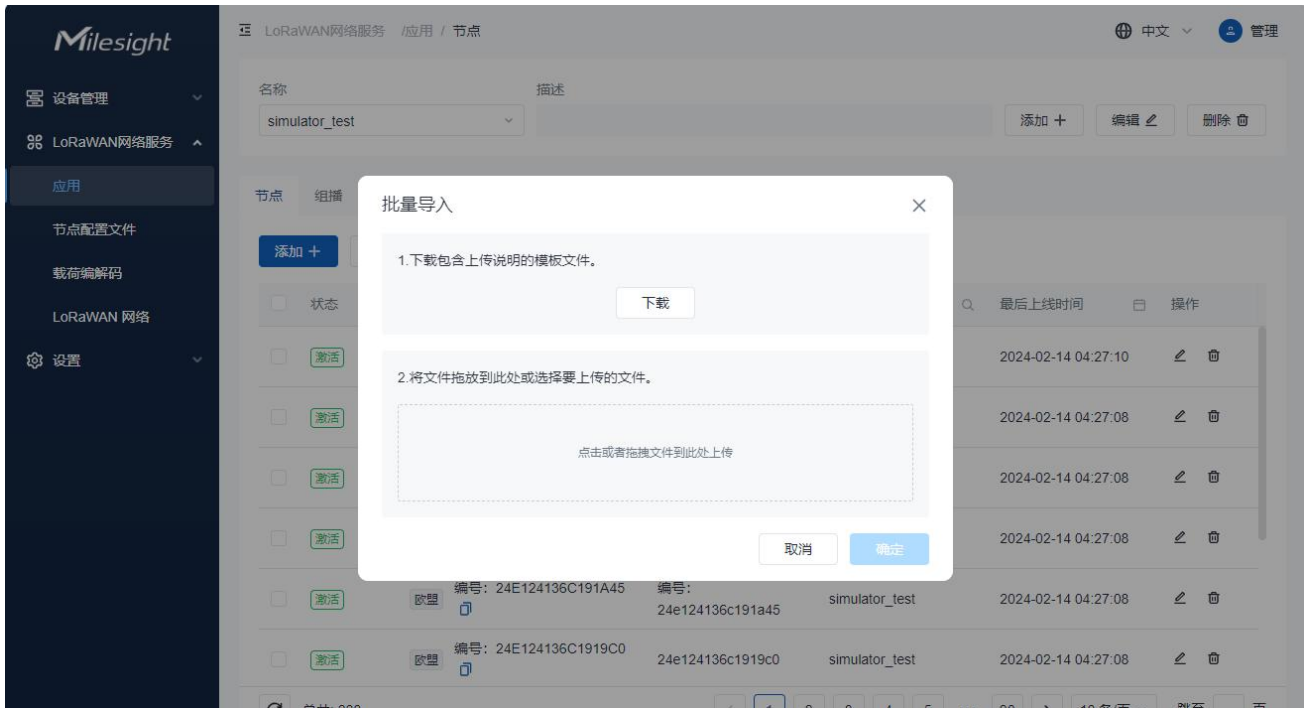 Milesight
LoRaWAN网络服务 /应用 / 节点
中文
管理
设备管理
LoRaWAN网络服务
应用
节点配置文件
载荷编解码
LoRaWAN 网络
设置
名称
描述
simulator_test
添加 +
编辑
删除
节点
组播
添加 +
状态
最后上线时间
操作
批量导入
1.下载包含上传说明的模板文件。
下载
2.将文件拖放到此处或选择要上传的文件。
点击或者拖拽文件到此处上传
取消
确定
激活
2024-02-14 04:27:10
激活
2024-02-14 04:27:08
激活
2024-02-14 04:27:08
激活
2024-02-14 04:27:08
激活
欧盟
编号: 24E124136C191A45
编号:
24e124136c191a45
simulator_test
2024-02-14 04:27:08
激活
欧盟
编号: 24E124136C1919C0
24e124136c1919c0
simulator_test
2024-02-14 04:27:08